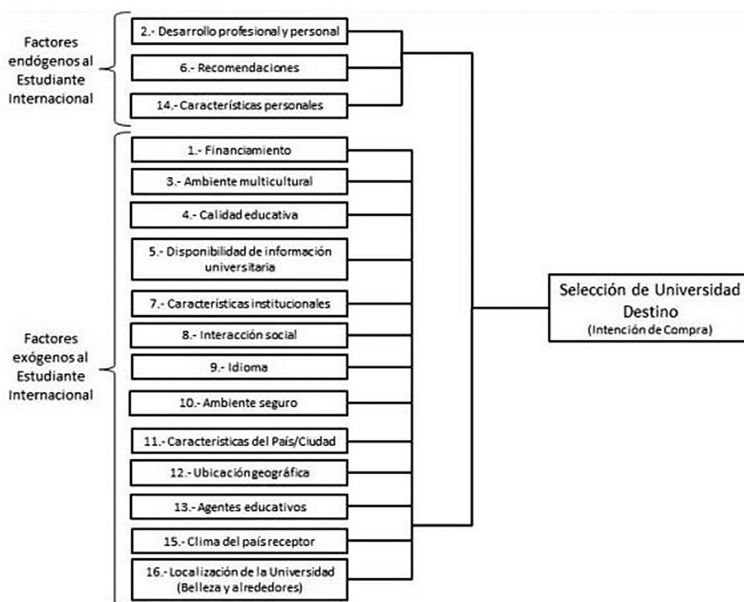 Factores
endógenos al
Estudiante
Internacional
2.- Desarrollo profesional y personal
6.- Recomendaciones
14.- Características personales
Factores
exógenos al
Estudiante
Internacional
1.- Financiamiento
3.- Ambiente multicultural
4.- Calidad educativa
5.- Disponibilidad de información
universitaria
7.- Características institucionales
8.- Interacción social
9.- Idioma
10.- Ambiente seguro
11.- Características del País/Ciudad
12.- Ubicación geográfica
13.- Agentes educativos
15.- Clima del país receptor
16.- Localización de la Universidad
(Belleza y alrededores)
Selección de Universidad
Destino
(Intención de Compra)